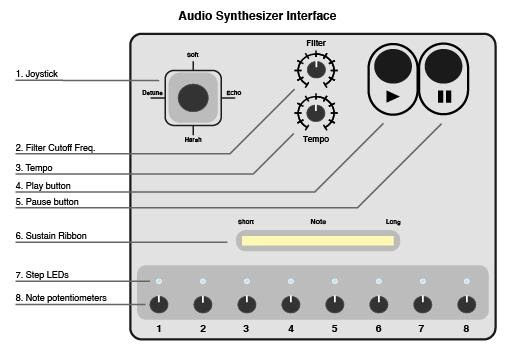 Audio Synthesizer Interface
Soft
Filter
1. Joystick
Detune
Echo
Harsh
Tempo
2. Filter Cutoff Freq.
3. Tempo
4. Play button
5. Pause button
Short Note Long
6. Sustain Ribbon
7. Step LEDs
8. Note potentiometers
1 2 3 4 5 6 7 8